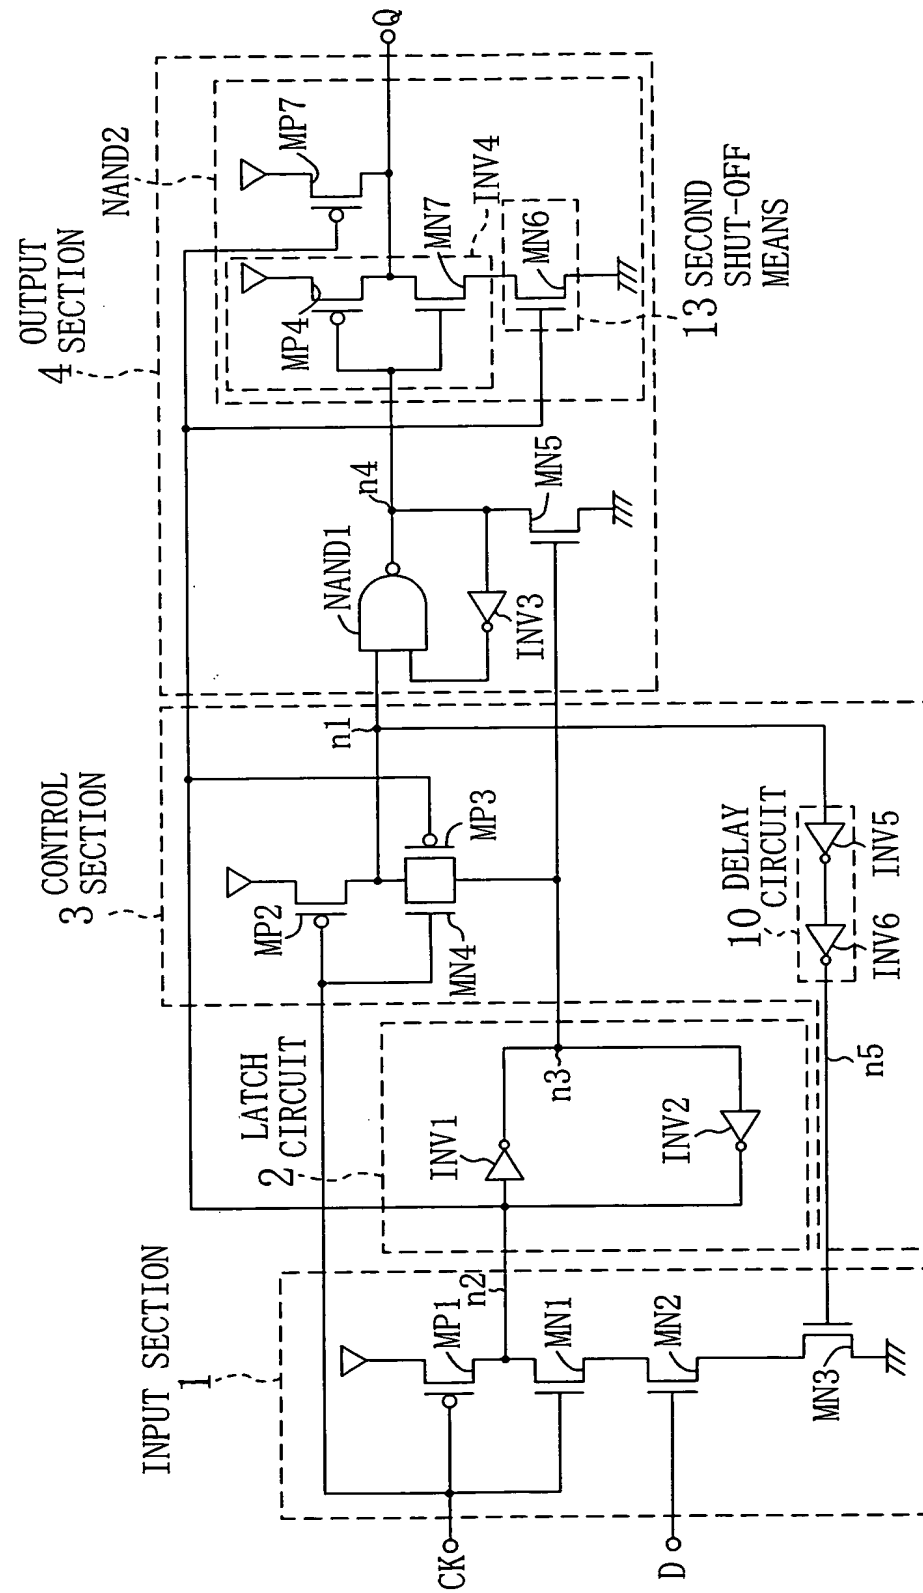 INPUT SECTION
1
LATCH
CIRCUIT
2
CONTROL
SECTION
3
OUTPUT
SECTION
4
NAND2
CK
D
MP1
MN1
MN2
MN3
n2
INV1
INV2
n3
n5
MP2
MN4
MP3
n1
10 DELAY
CIRCUIT
INV6
INV5
NAND1
INV3
n4
MN5
MP4
MP7
MN7
INV4
MN6
13 SECOND
SHUT-OFF
MEANS
Q